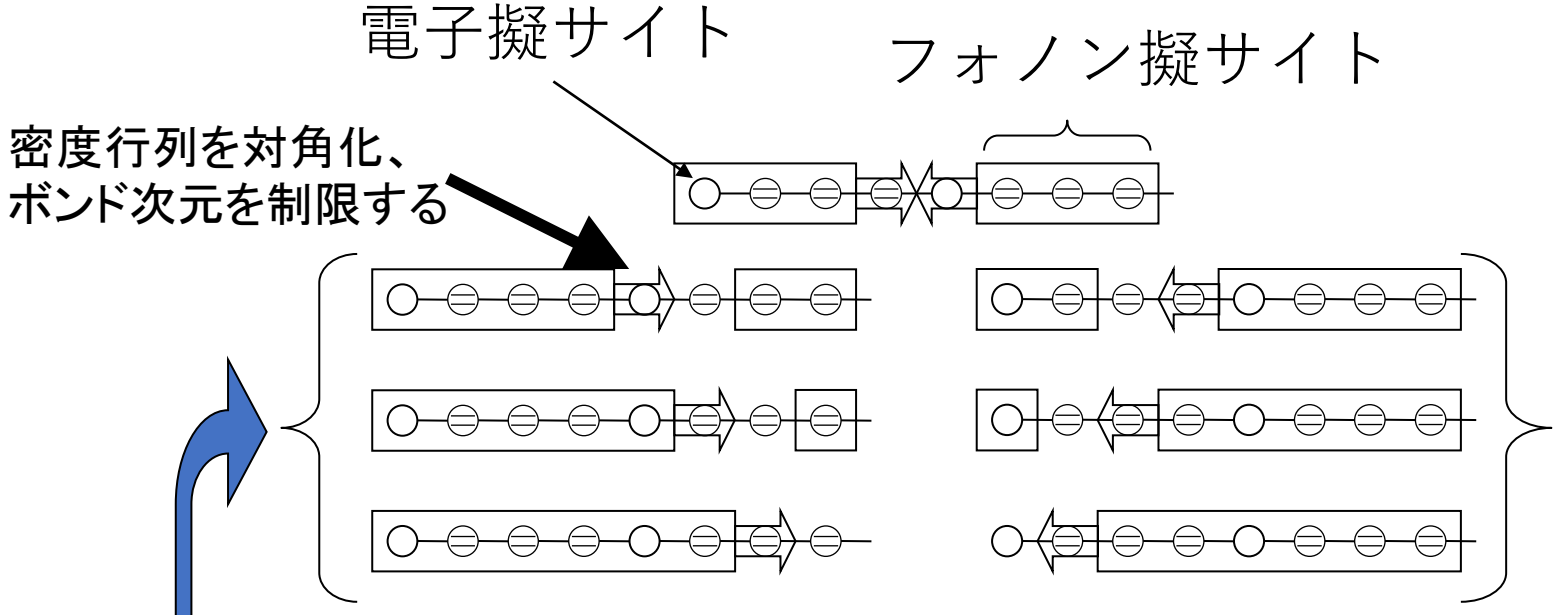 電子擬サイト
フォノン擬サイト
密度行列を対角化、
ボンド次元を制限する